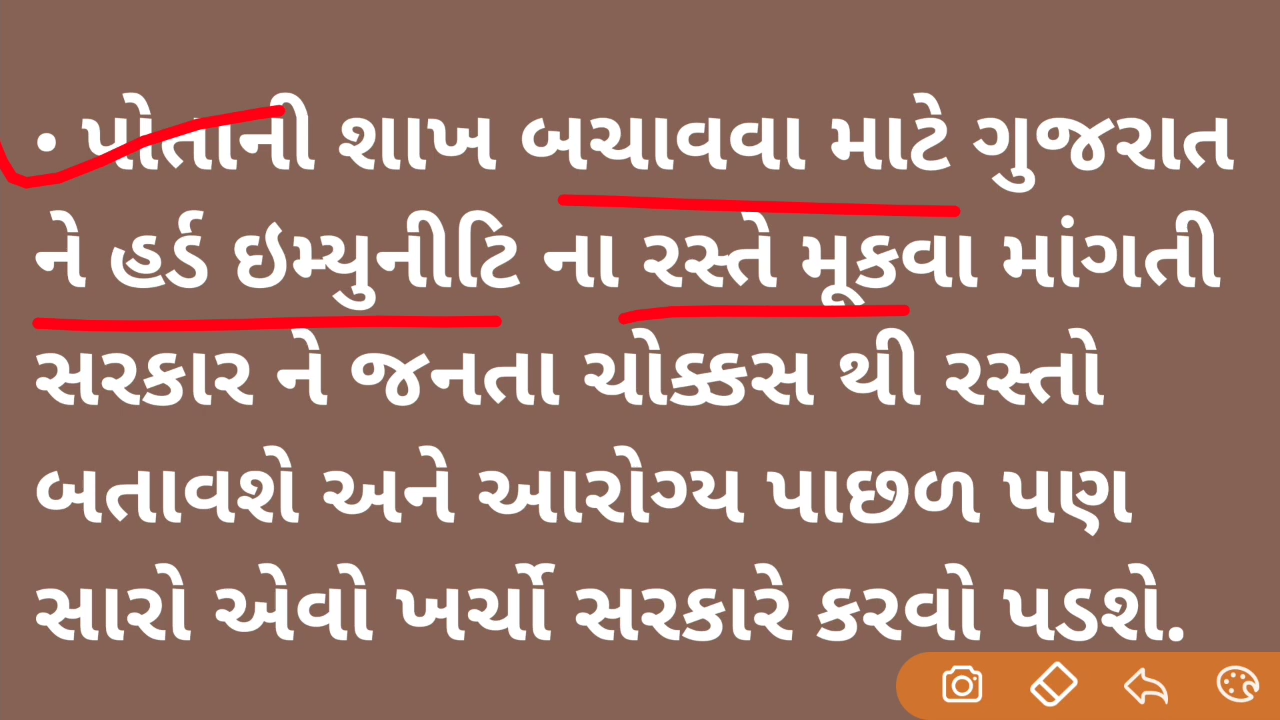 • પોતાની શાખ બચાવવા માટે ગુજરાત
ને હર્ડ ઇમ્યુનીટિ ના રસ્તે મૂકવા માંગતી
સરકાર ને જનતા ચોક્કસ થી રસ્તો
બતાવશે અને આરોગ્ય પાછળ પણ
સારો એવો ખર્ચો સરકારે કરવો પડશે.